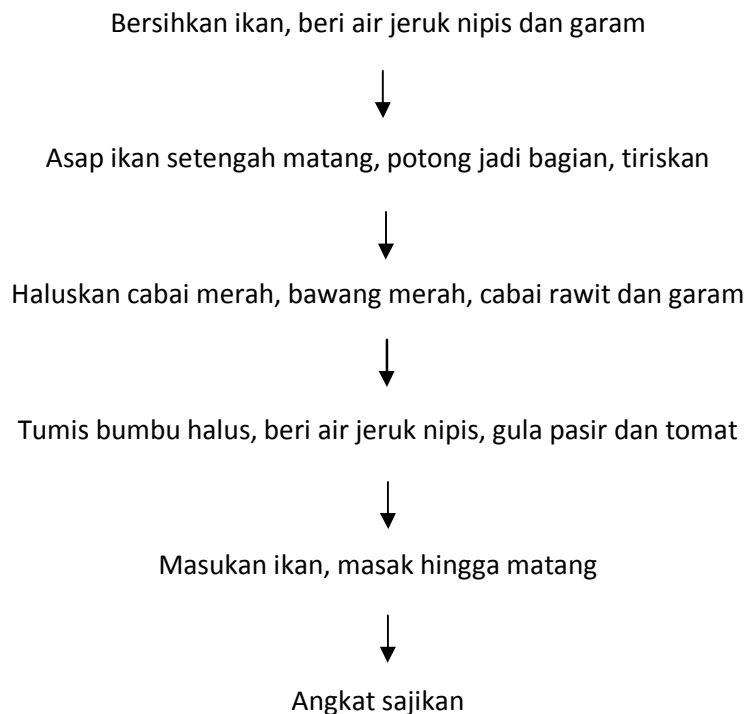 Bersihkan ikan, beri air jeruk nipis dan garam
Asap ikan setengah matang, potong jadi bagian, tiriskan
Haluskan cabai merah, bawang merah, cabai rawit dan garam
Tumis bumbu halus, beri air jeruk nipis, gula pasir dan tomat
Masukan ikan, masak hingga matang
Angkat sajikan